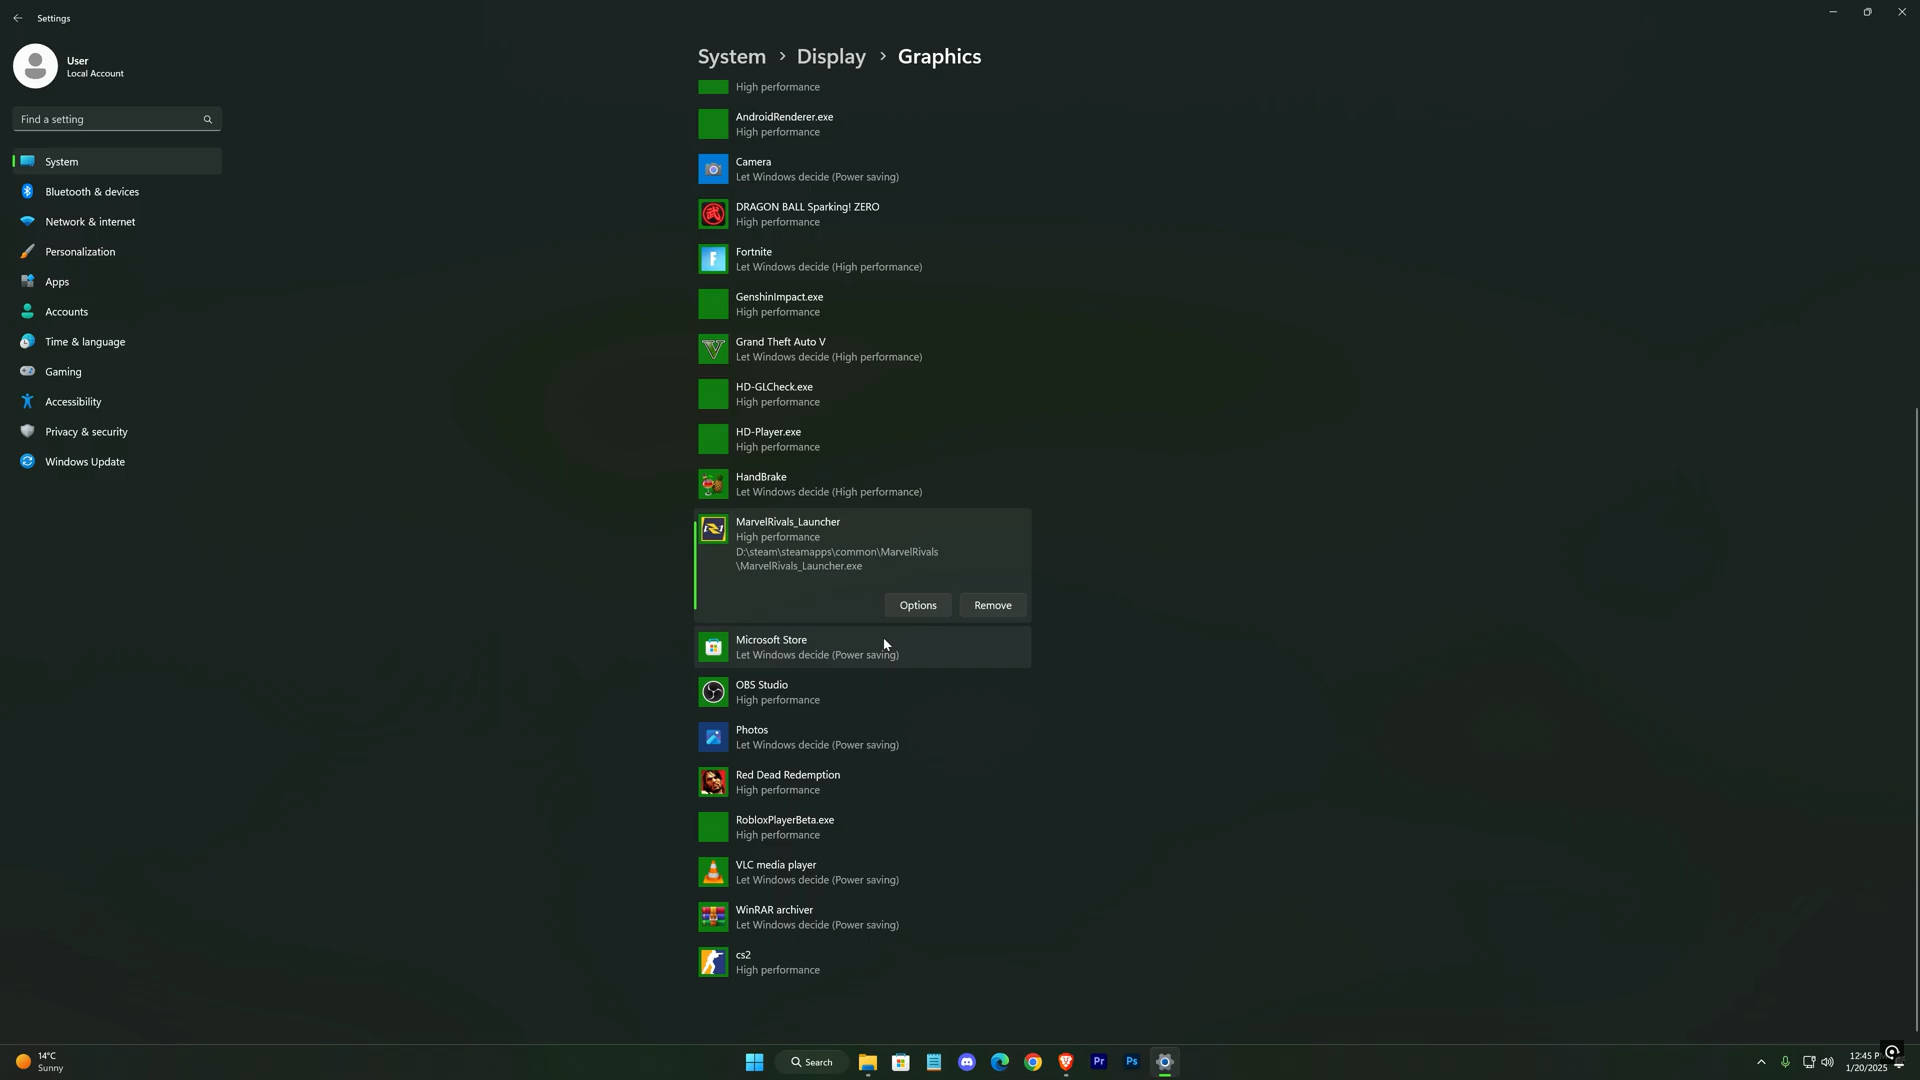 Settings
User
Local Account
Find a setting
System
Bluetooth & devices
Network & internet
Personalization
Apps
Accounts
Time & language
Gaming
Accessibility
Privacy & security
Windows Update
System > Display > Graphics
High performance
AndroidRenderer.exe
High performance
Camera
Let Windows decide (Power saving)
DRAGON BALL Sparking! ZERO
High performance
Fortnite
Let Windows decide (High performance)
GenshinImpact.exe
High performance
Grand Theft Auto V
Let Windows decide (High performance)
HD-GLCheck.exe
High performance
HD-Player.exe
High performance
HandBrake
Let Windows decide (High performance)
MarvelRivals_Launcher
High performance
D:\steam\steamapps\common\MarvelRivals
\MarvelRivals_Launcher.exe
Options
Remove
Microsoft Store
Let Windows decide (Power saving)
OBS Studio
High performance
Photos
Let Windows decide (Power saving)
Red Dead Redemption
High performance
RobloxPlayerBeta.exe
High performance
VLC media player
Let Windows decide (Power saving)
WinRAR archiver
Let Windows decide (Power saving)
cs2
High performance
14°C
Sunny
Search
Pr
Ps
12:45
1/20/2025